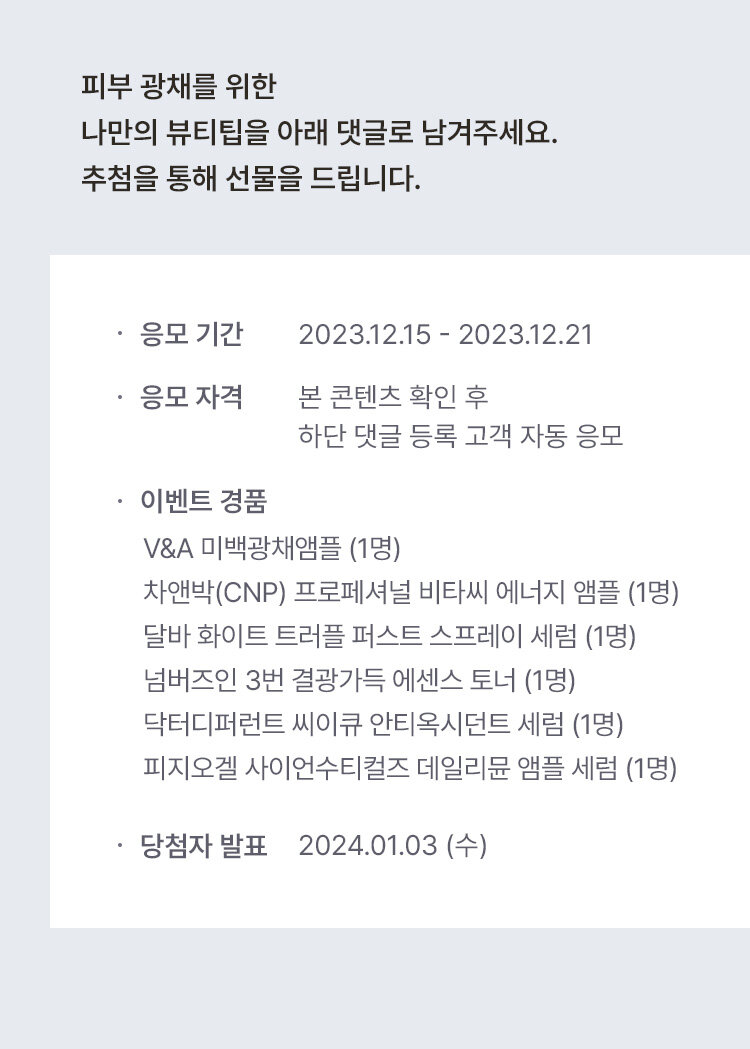 피부 광채를 위한
나만의 뷰티팁을 아래 댓글로 남겨주세요.
추첨을 통해 선물을 드립니다.
· 응모 기간 2023.12.15 - 2023.12.21
· 응모 자격 본 콘텐츠 확인 후
하단 댓글 등록 고객 자동 응모
· 이벤트 경품
V&A 미백광채앰플 (1명)
차앤박(CNP) 프로페셔널 비타씨 에너지 앰플 (1명)
달바 화이트 트러플 퍼스트 스프레이 세럼 (1명)
넘버즈인 3번 결광가득 에센스 토너 (1명)
닥터디퍼런트 씨이큐 안티옥시던트 세럼 (1명)
피지오겔 사이언수티컬즈 데일리뮨 앰플 세럼 (1명)
· 당첨자 발표 2024.01.03 (수)